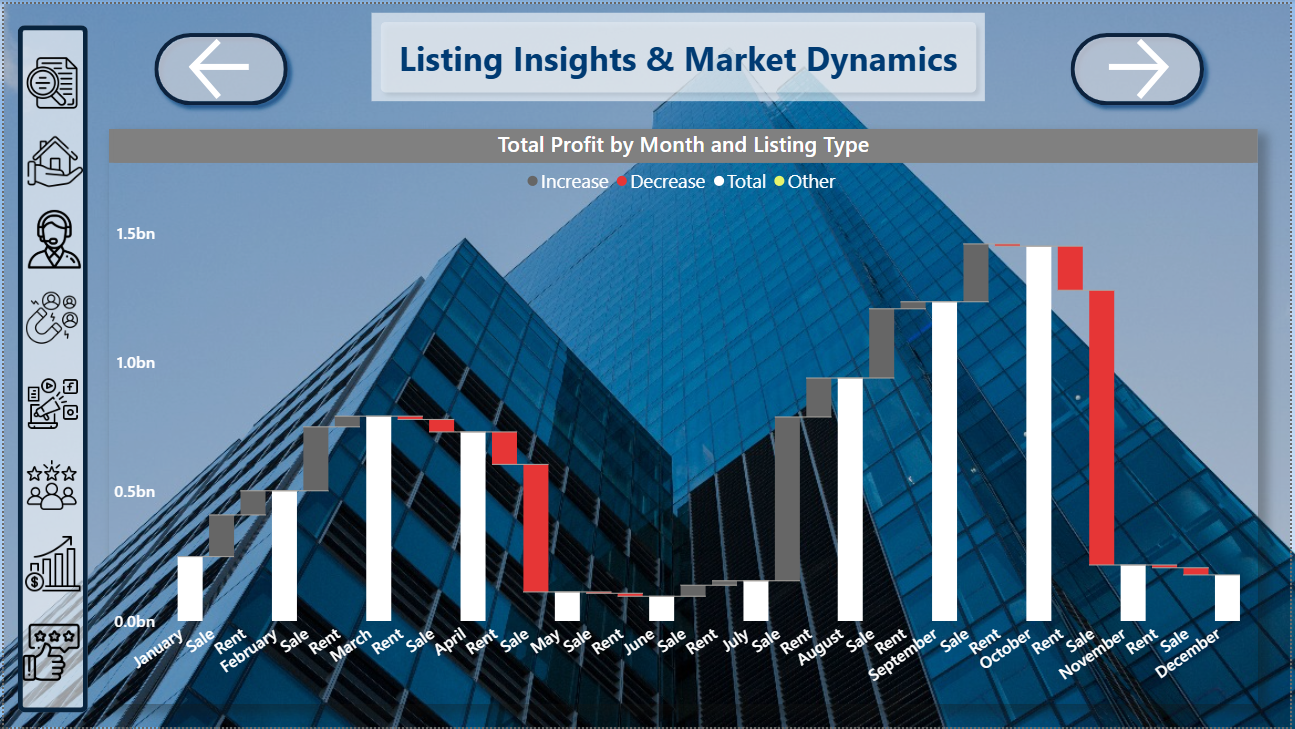 Listing Insights & Market Dynamics
Total Profit by Month and Listing Type
Increase Decrease Total Other
1.5bn
1.0bn
0.5bn
0.0bn
January Sale Rent February Sale Rent March Rent Sale April Rent Sale May Sale Rent June Sale Rent July Sale Rent August Sale Rent September Sale Rent October Rent Sale November Rent Sale December